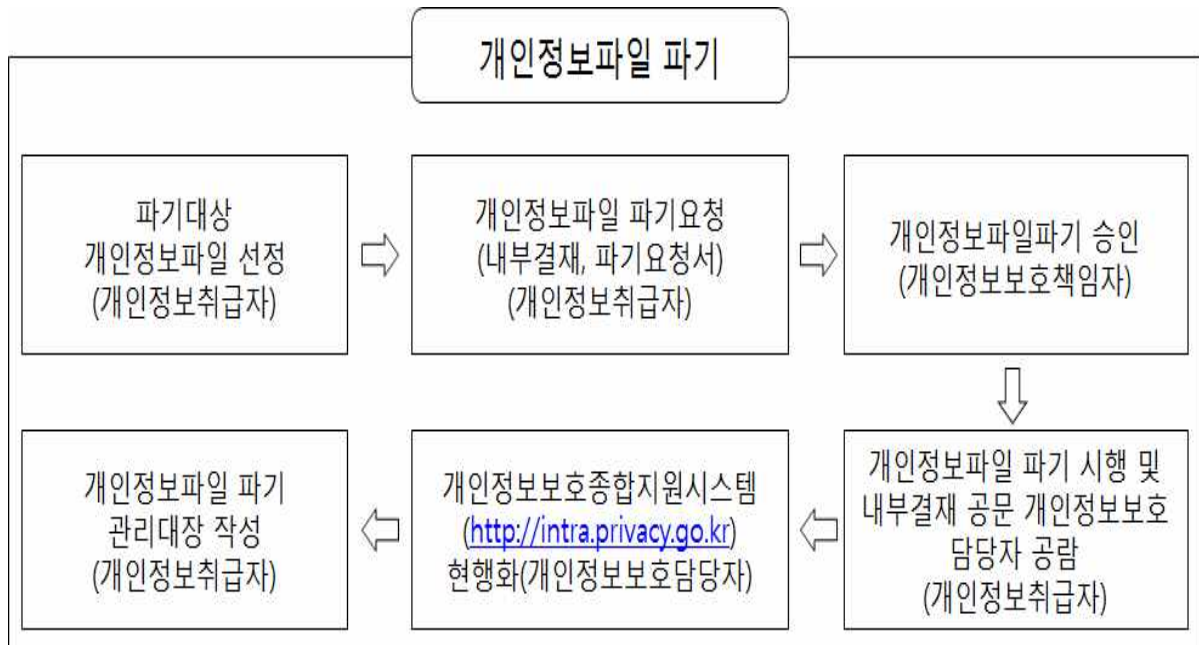 개인정보파일 파기
파기대상
개인정보파일 선정
(개인정보취급자)
개인정보파일 파기요청
(내부결재, 파기요청서)
(개인정보취급자)
개인정보파일파기 승인
(개인정보보호책임자)
개인정보파일 파기 시행 및
내부결재 공문 개인정보보호
담당자 공람
(개인정보취급자)
개인정보보호종합지원시스템
(http://intra.privacy.go.kr)
현행화(개인정보보호담당자)
개인정보파일 파기
관리대장 작성
(개인정보취급자)